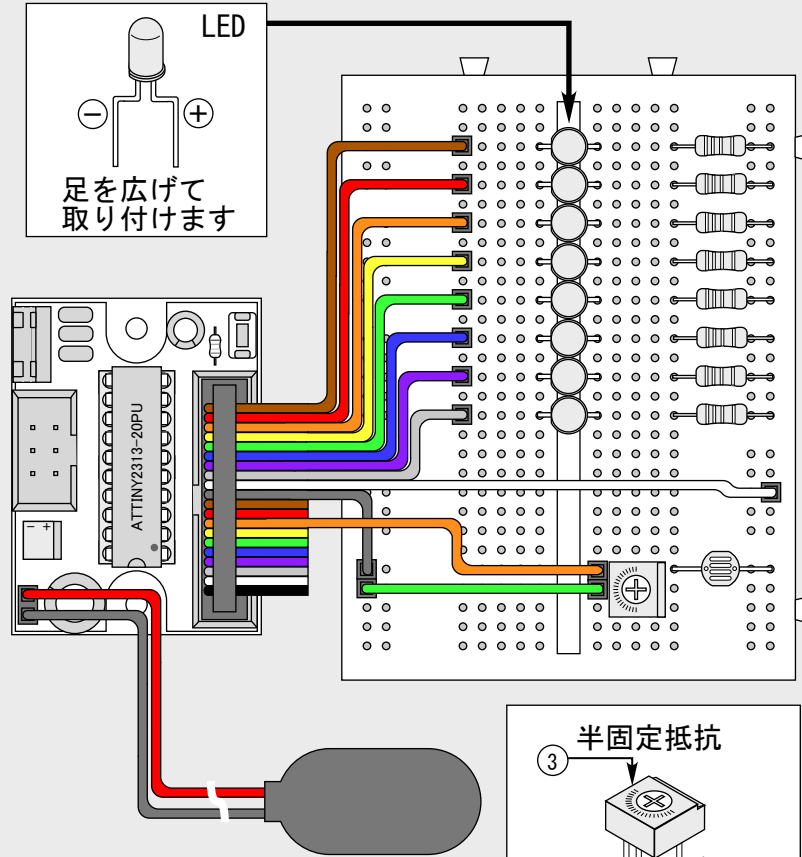 LED
⊖ ⊕
足を広げて
取り付けます
ATTINY2313-20PU
- +
半固定抵抗
③